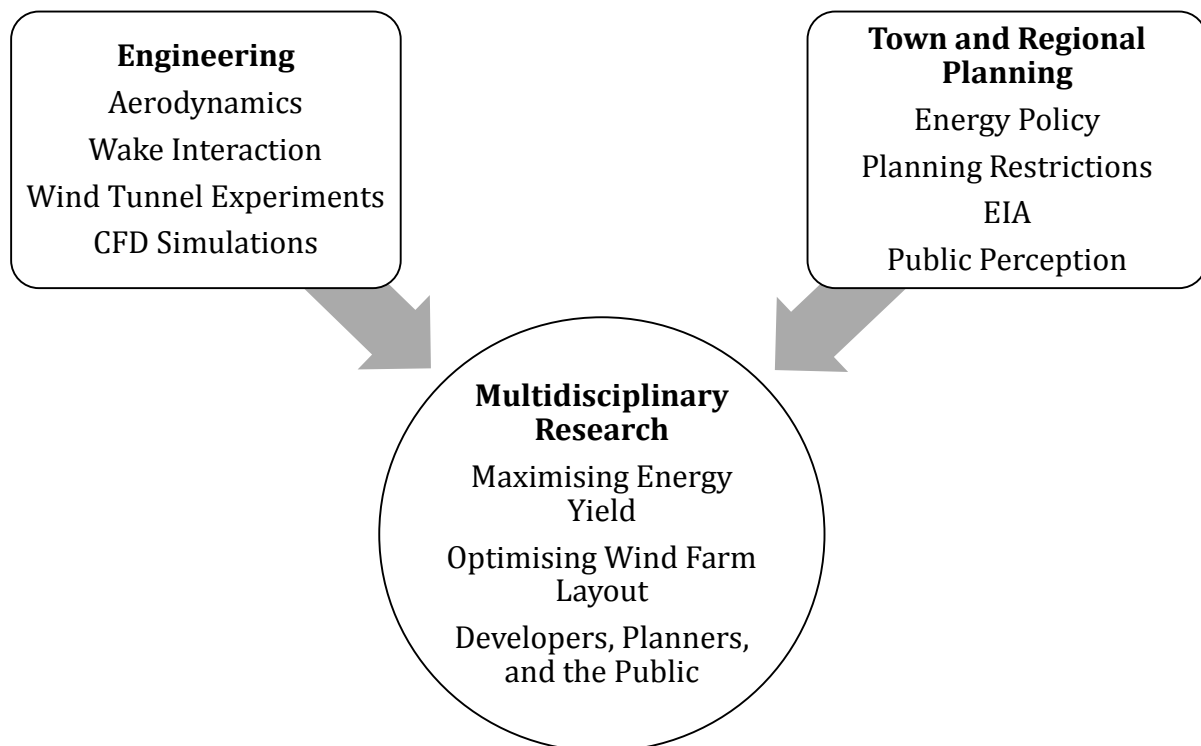 Engineering
Aerodynamics
Wake Interaction
Wind Tunnel Experiments
CFD Simulations
Town and Regional
Planning
Energy Policy
Planning Restrictions
EIA
Public Perception
Multidisciplinary
Research
Maximising Energy
Yield
Optimising Wind Farm
Layout
Developers, Planners,
and the Public